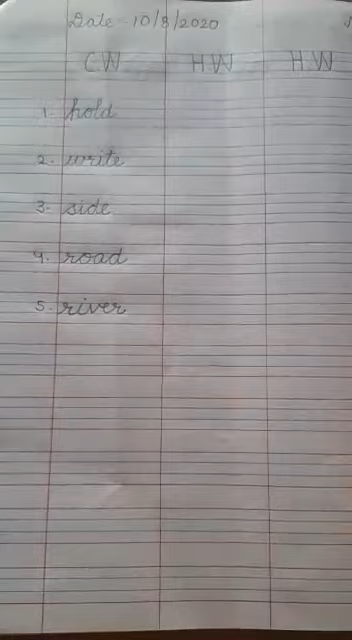 Date - 10/8/2020
CW HW HW
1. hold
2. write
3. side
4. road
5. river